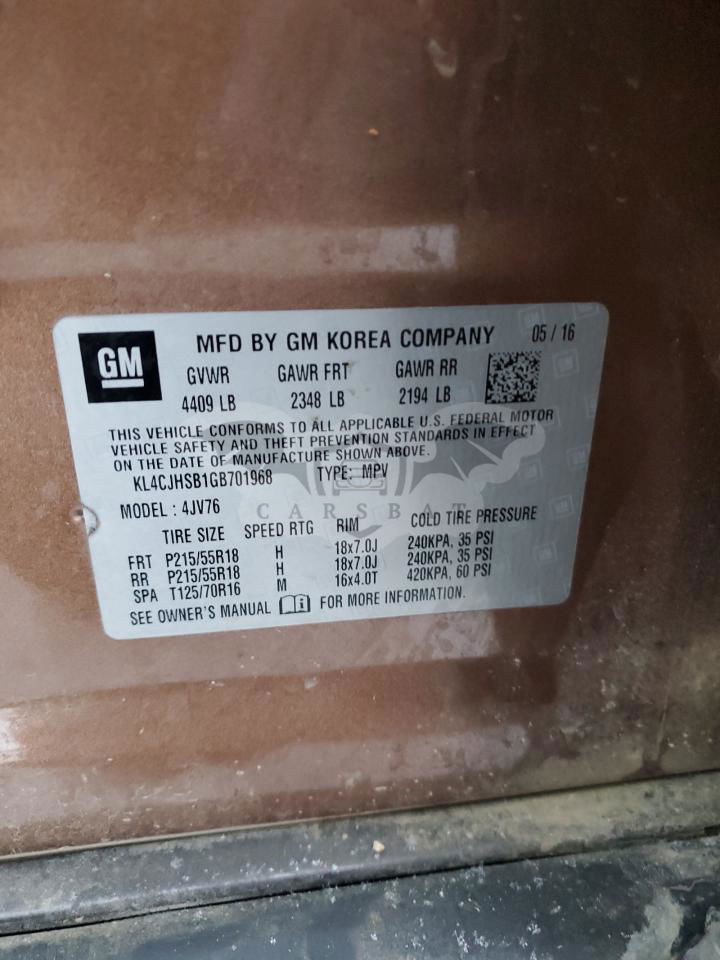 GM
MFD BY GM KOREA COMPANY 05 / 16
GVWR GAWR FRT GAWR RR
4409 LB 2348 LB 2194 LB
THIS VEHICLE CONFORMS TO ALL APPLICABLE U.S. FEDERAL MOTOR
VEHICLE SAFETY AND THEFT PREVENTION STANDARDS IN EFFECT
ON THE DATE OF MANUFACTURE SHOWN ABOVE.
KL4CJHSB1GB701968 TYPE: MPV
CARSBAT
MODEL : 4JV76
TIRE SIZE SPEED RTG RIM COLD TIRE PRESSURE
FRT P215/55R18 H 18x7.0J 240KPA, 35 PSI
RR P215/55R18 H 18x7.0J 240KPA, 35 PSI
SPA T125/70R16 M 16x4.0T 420KPA, 60 PSI
SEE OWNER'S MANUAL FOR MORE INFORMATION.